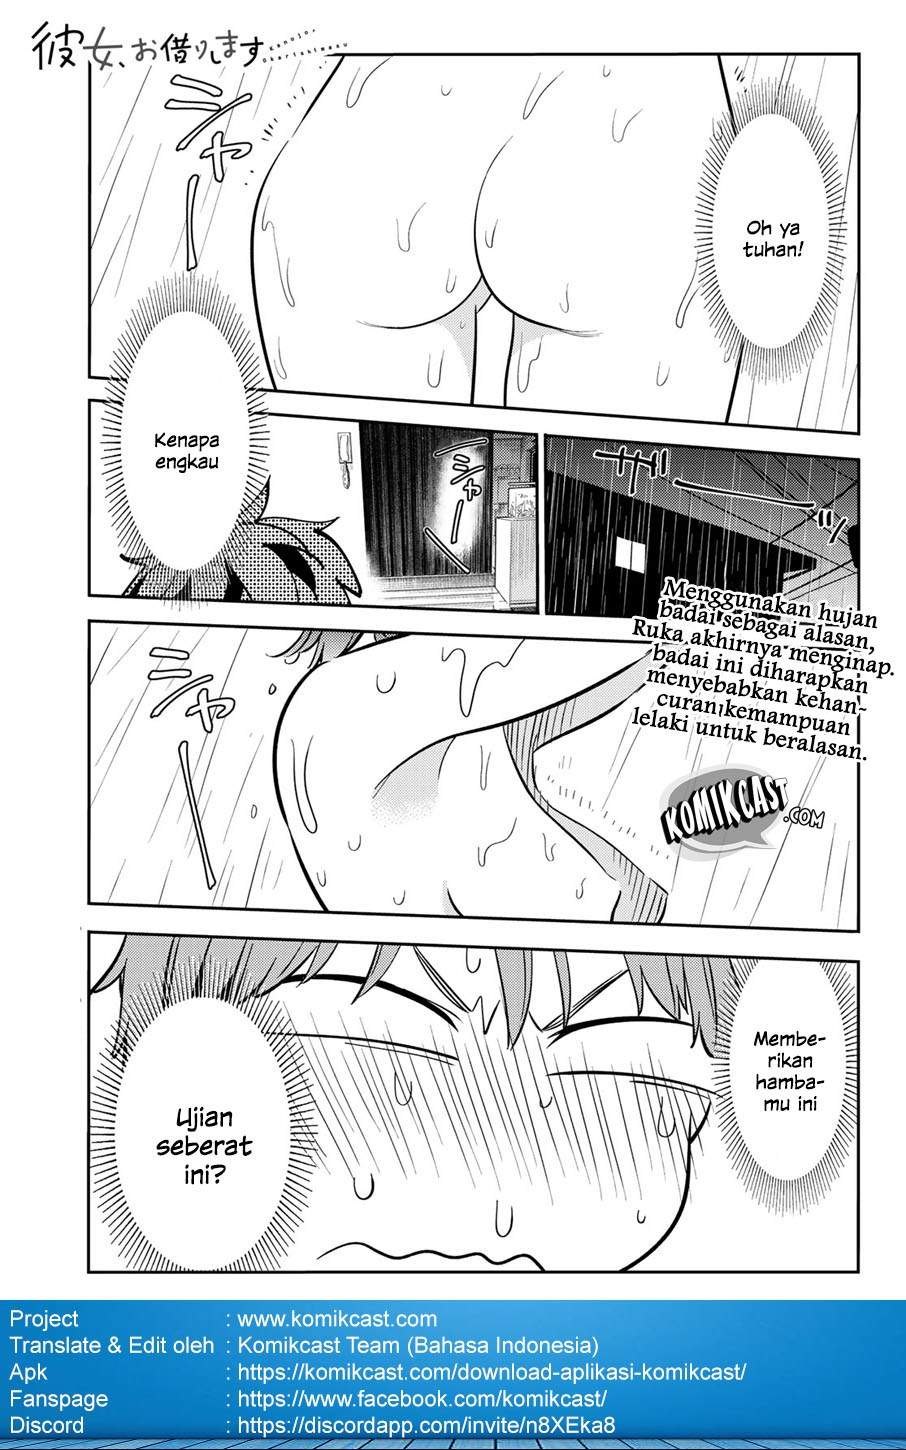 彼女、お借りします
シャー
Oh ya
tuhan!
Kenapa
engkau
シャー
Menggunakan hujan
badai sebagai alasan,
Ruka akhirnya menginap.
badai ini diharapkan
menyebabkan kehan-
curan kemampuan
lelaki untuk beralasan.
シャー
KOMIKCAST
.COM
Membe-
rikan
hamba-
mu ini
Ujian
seberat
ini?
Project : www.komikcast.com
Translate & Edit oleh : Komikcast Team (Bahasa Indonesia)
Apk : https://komikcast.com/download-aplikasi-komikcast/
Fanspage : https://www.facebook.com/komikcast/
Discord : https://discordapp.com/invite/n8XEka8